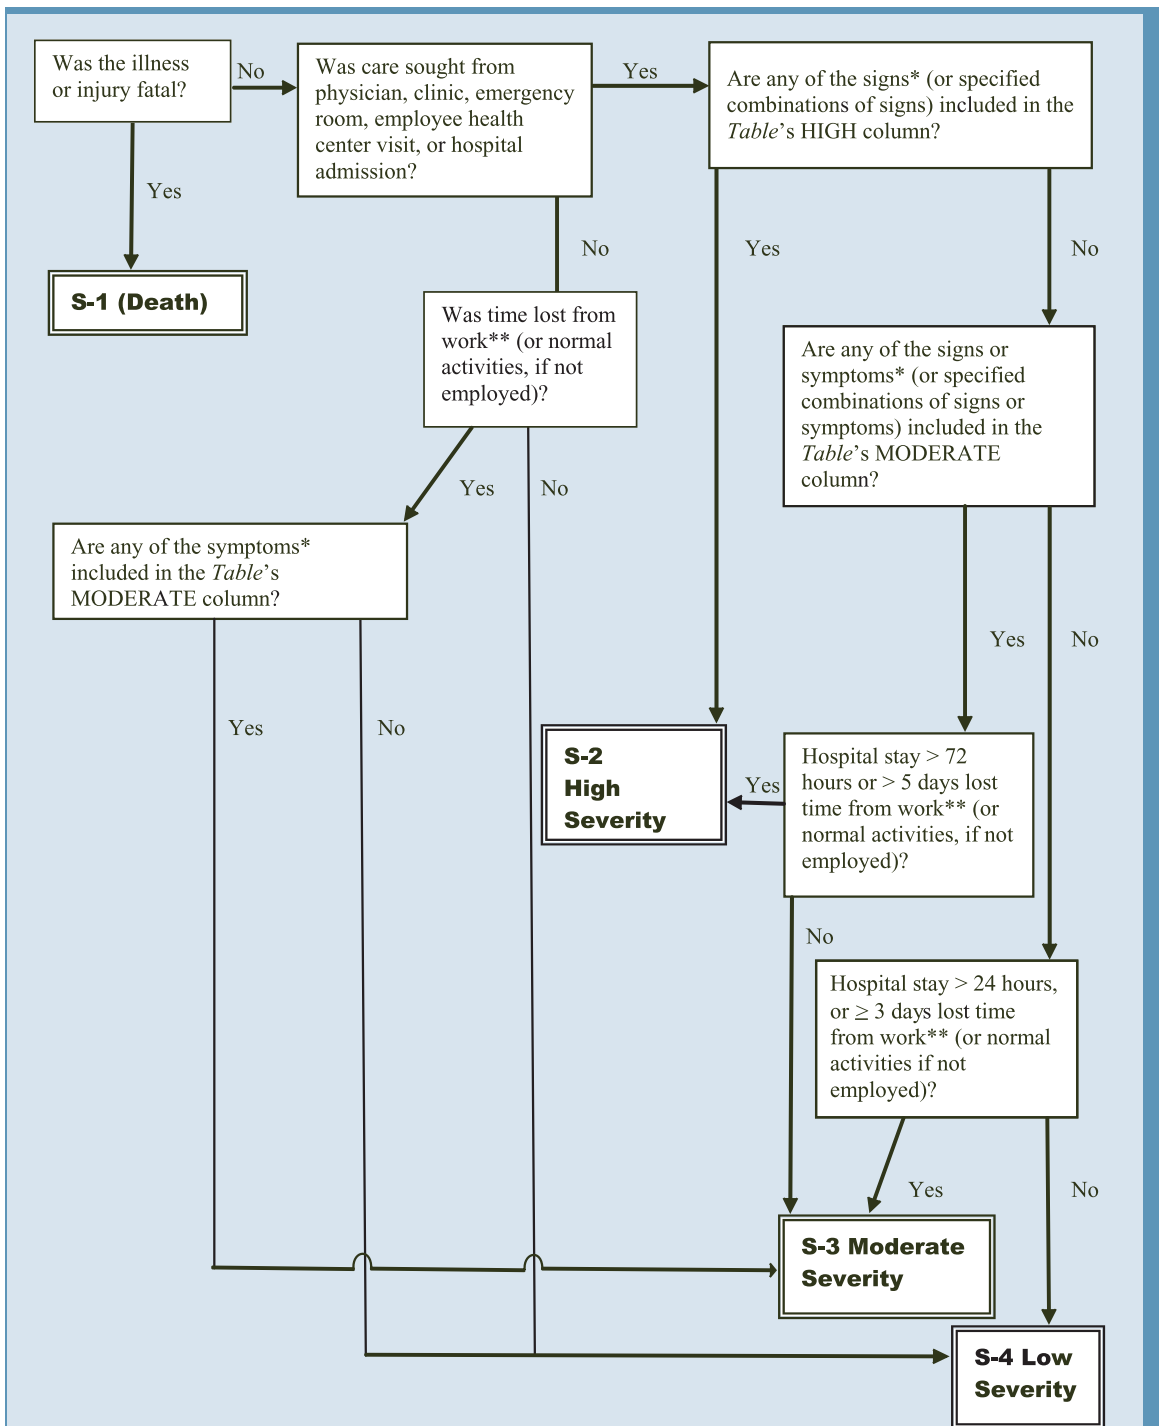 Was the illness
or injury fatal?
No
Was care sought from
physician, clinic, emergency
room, employee health
center visit, or hospital
admission?
Yes
Are any of the signs* (or specified
combinations of signs) included in the
Table's HIGH column?
Yes
S-1 (Death)
No
Yes
No
Was time lost from
work** (or normal
activities, if not
employed)?
Are any of the signs or
symptoms* (or specified
combinations of signs or
symptoms) included in the
Table's MODERATE
column?
Yes
No
Are any of the symptoms*
included in the Table's
MODERATE column?
Yes
No
Yes
No
S-2
High
Severity
Yes
Hospital stay > 72
hours or > 5 days lost
time from work** (or
normal activities, if not
employed)?
No
Hospital stay > 24 hours,
or ≥ 3 days lost time
from work** (or normal
activities if not
employed)?
Yes
No
S-3 Moderate
Severity
S-4 Low
Severity